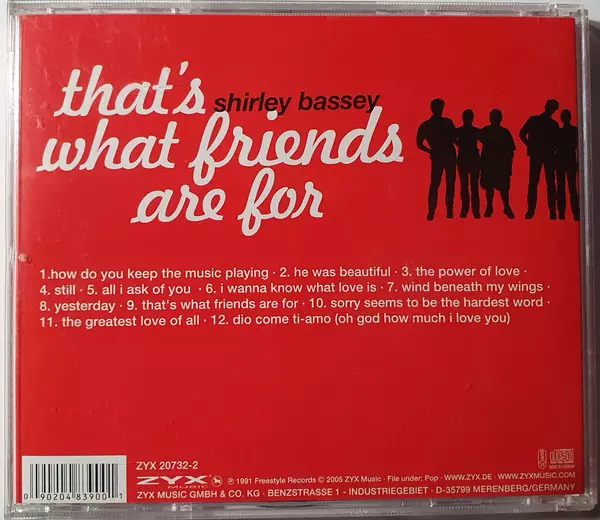 that's
shirley bassey
what friends
are for
1.how do you keep the music playing · 2. he was beautiful · 3. the power of love ·
4. still · 5. all i ask of you · 6. i wanna know what love is · 7. wind beneath my wings ·
8. yesterday · 9. that's what friends are for · 10. sorry seems to be the hardest word ·
11. the greatest love of all · 12. dio come ti-amo (oh god how much i love you)
ZYX 20732-2
ZYX MUSIC ℗ 1991 Freestyle Records © 2005 ZYX Music · File under: Pop · WWW.ZYX.DE · WWW.ZYXMUSIC.COM
ZYX MUSIC GMBH & CO. KG · BENZSTRASSE 1 - INDUSTRIEGEBIET · D-35799 MERENBERG/GERMANY
0 90204 83900 1